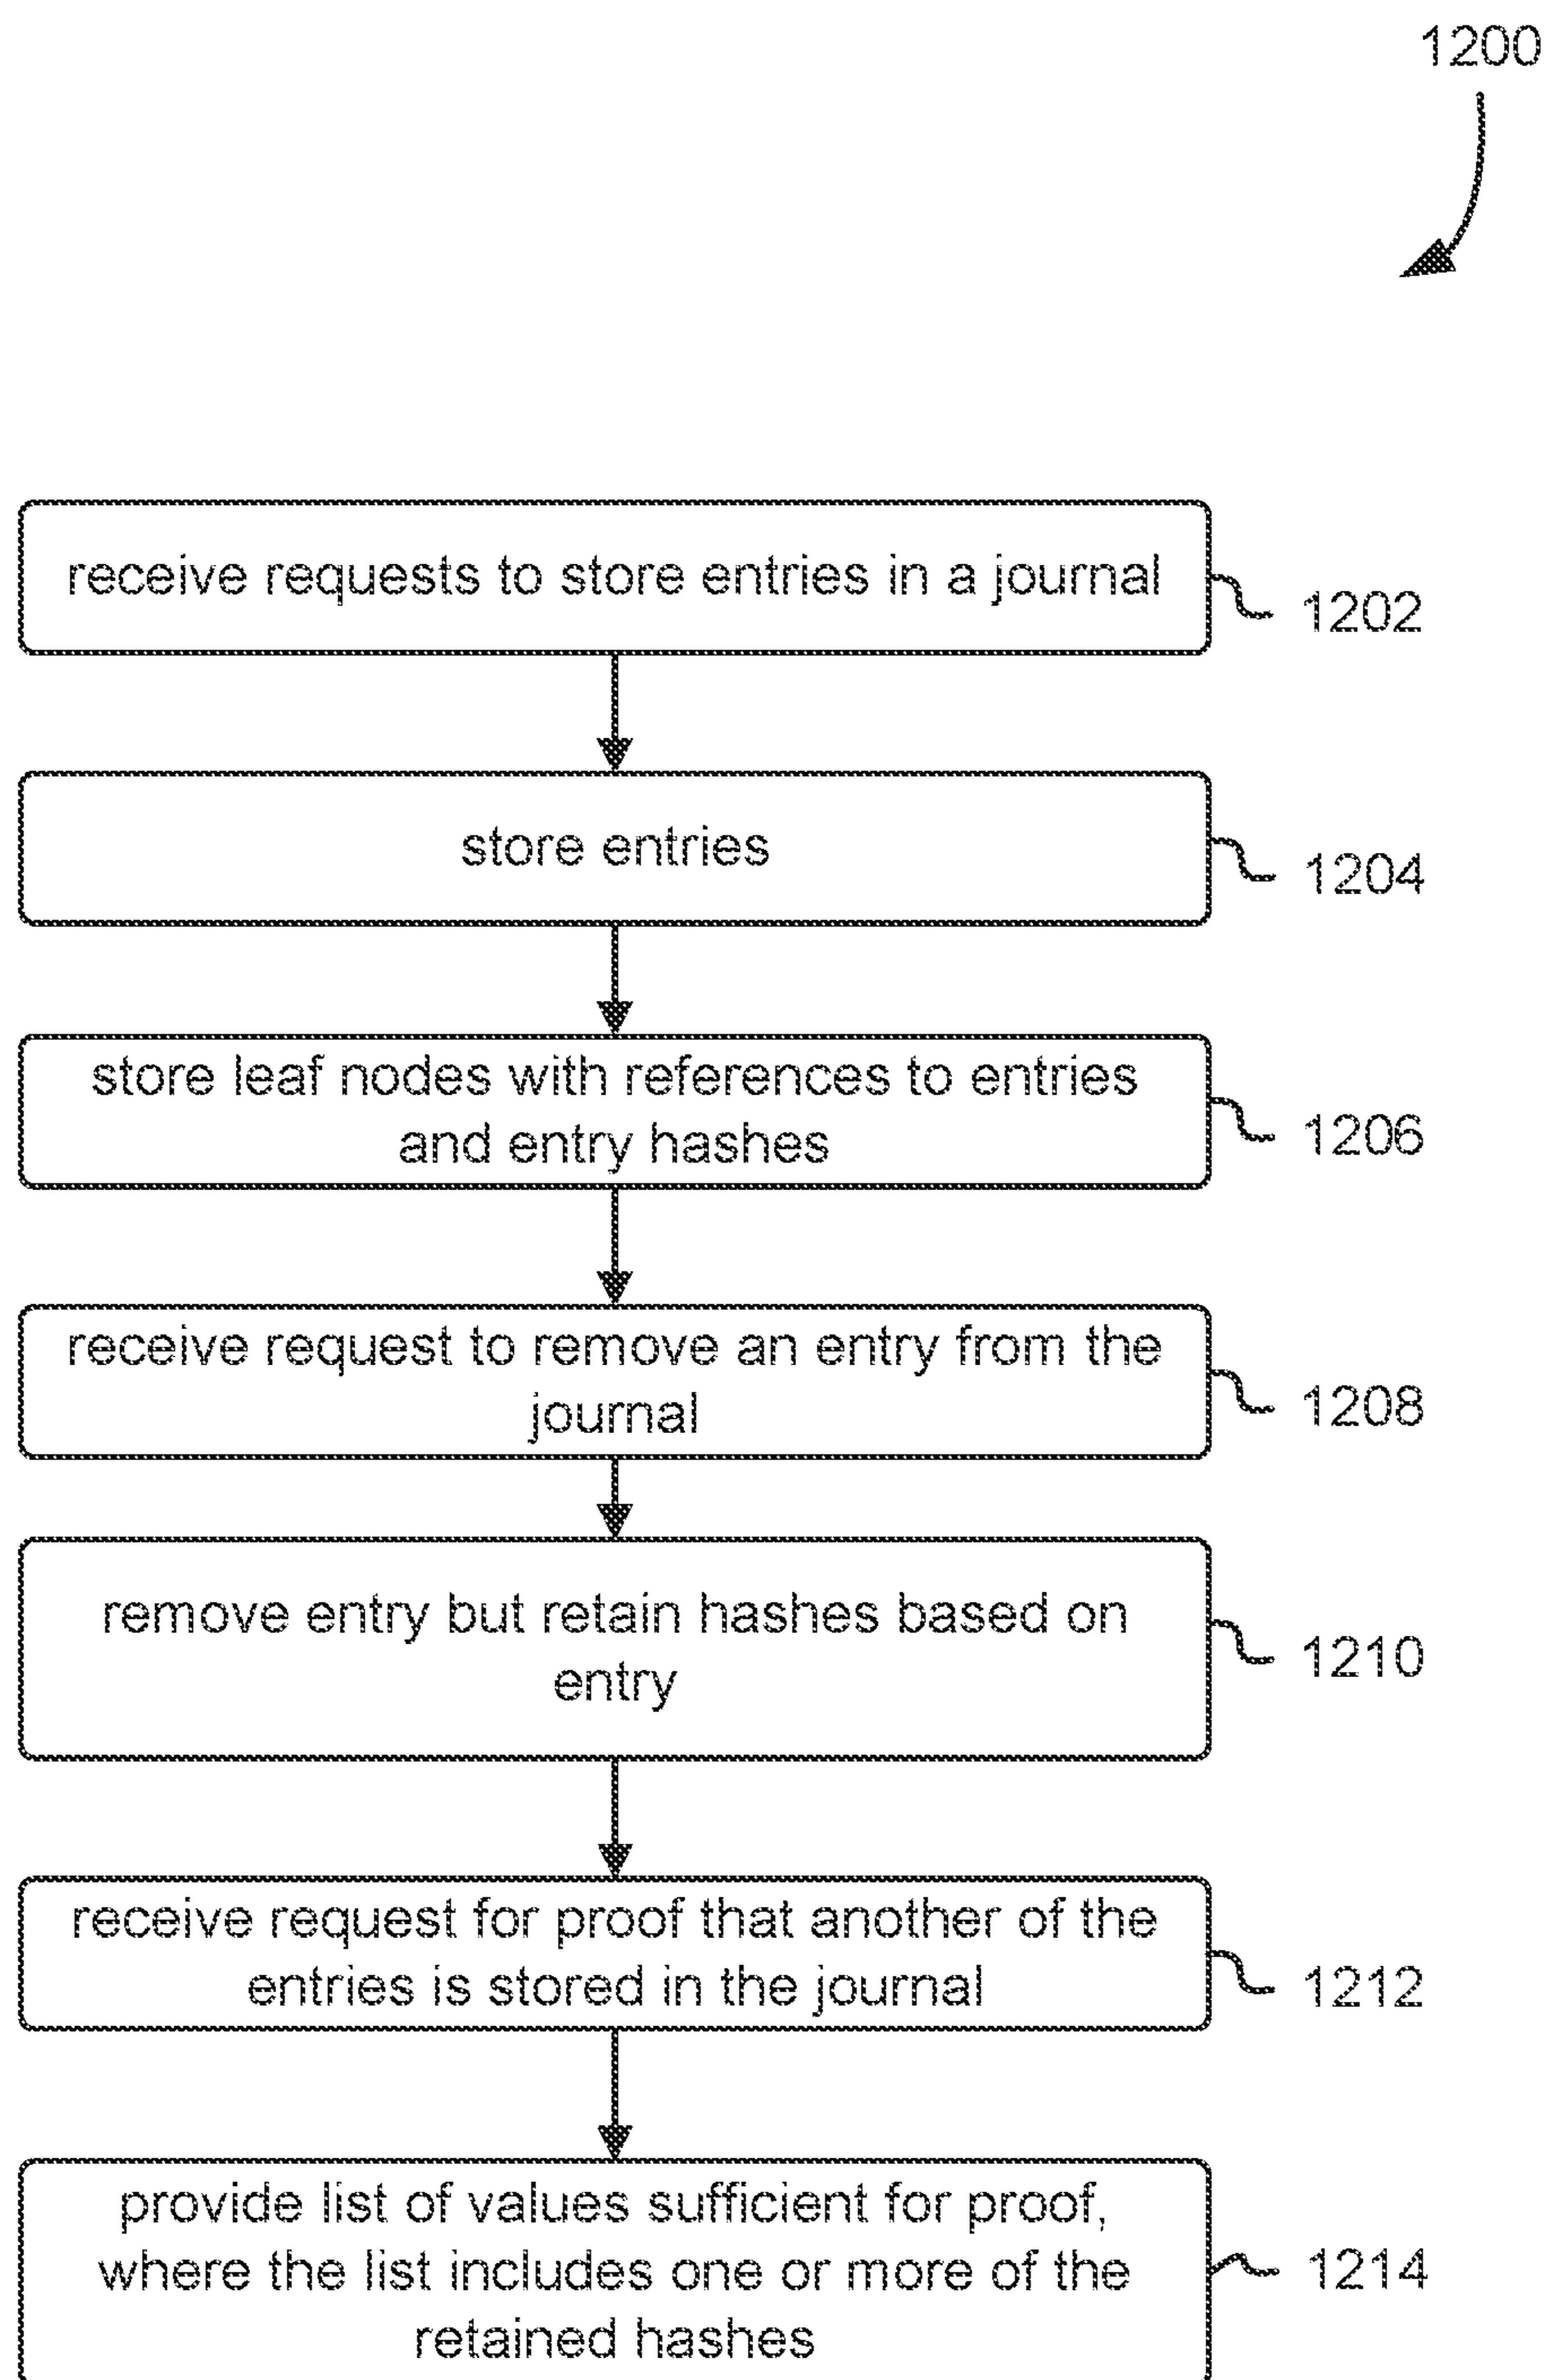 1200
receive requests to store entries in a journal
1202
store entries
1204
store leaf nodes with references to entries
and entry hashes
1206
receive request to remove an entry from the
journal
1208
remove entry but retain hashes based on
entry
1210
receive request for proof that another of the
entries is stored in the journal
1212
provide list of values sufficient for proof,
where the list includes one or more of the
retained hashes
1214